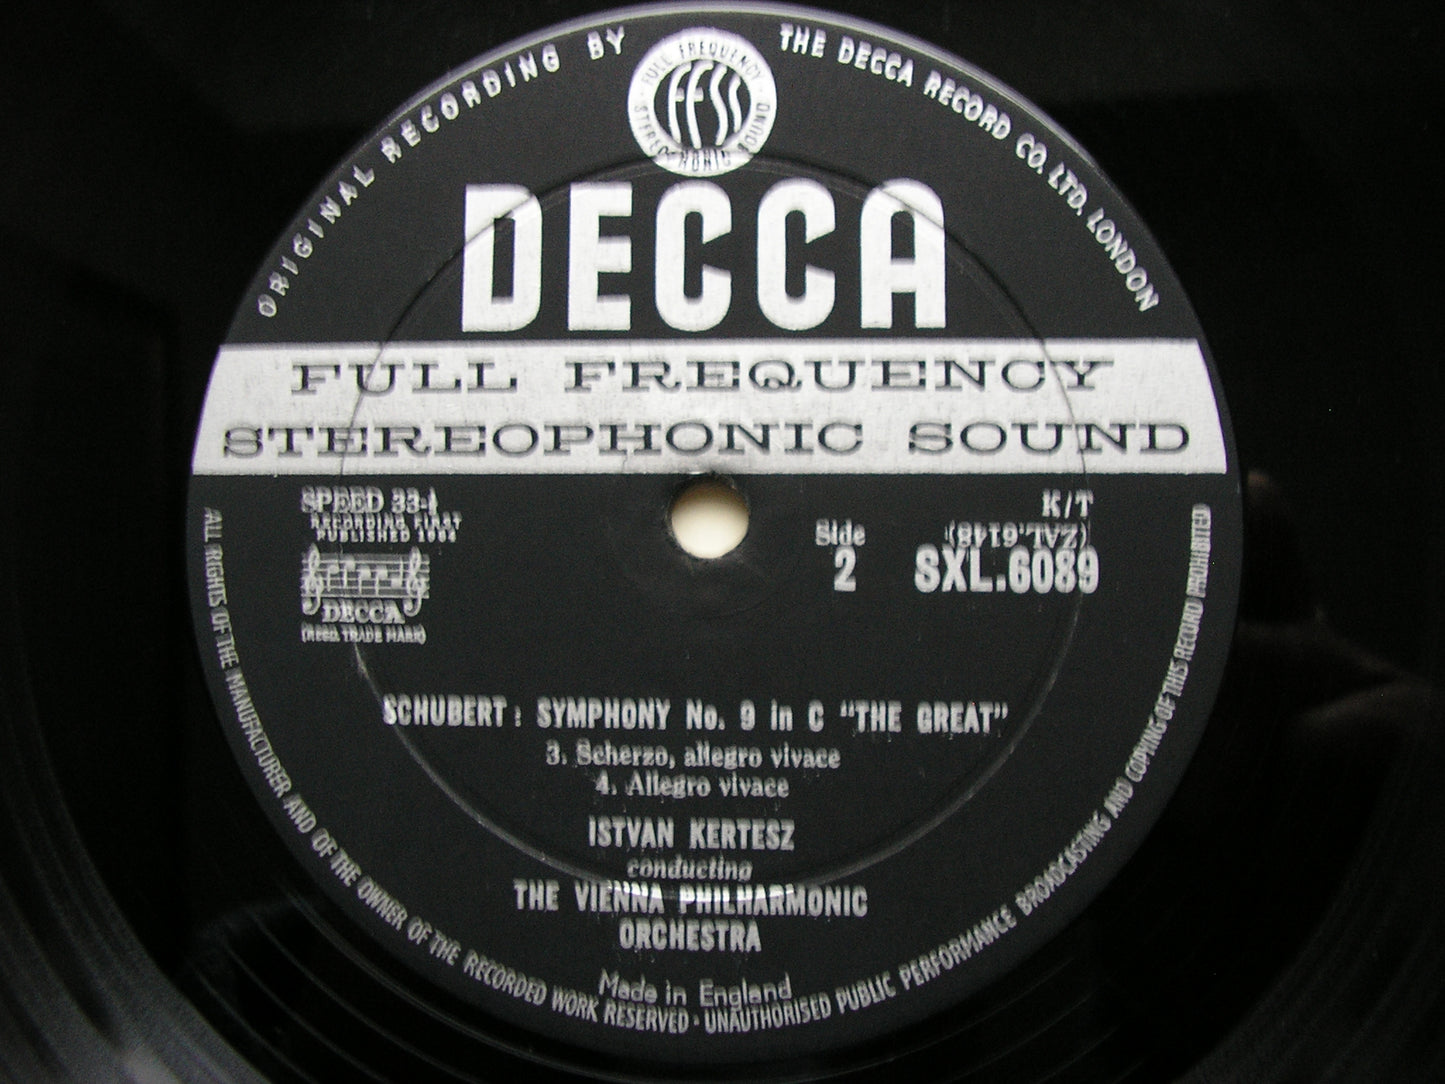 ORIGINAL RECORDING BY THE DECCA RECORD CO. LTD. LONDON
FULL FREQUENCY
FFSS
STEREOPHONIC SOUND
DECCA
FULL FREQUENCY
STEREOPHONIC SOUND
SPEED 33⅓
RECORDING FIRST
PUBLISHED 1964
DECCA
(REGD. TRADE MARK)
Side
2
K/T
(ZAL.6148)
SXL.6089
SCHUBERT : SYMPHONY No. 9 in C "THE GREAT"
3. Scherzo, allegro vivace
4. Allegro vivace
ISTVAN KERTESZ
conducting
THE VIENNA PHILHARMONIC
ORCHESTRA
Made in England
ALL RIGHTS OF THE MANUFACTURER AND OF THE OWNER OF THE RECORDED WORK RESERVED · UNAUTHORISED PUBLIC PERFORMANCE BROADCASTING AND COPYING OF THIS RECORD PROHIBITED